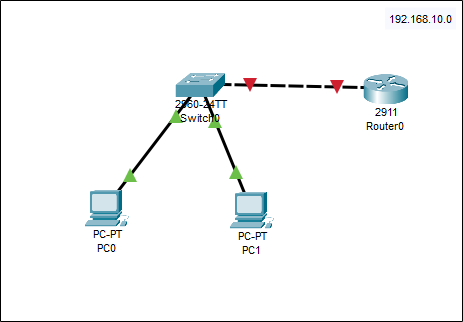 192.168.10.0
2960-24TT
Switch0
2911
Router0
PC-PT
PC0
PC-PT
PC1